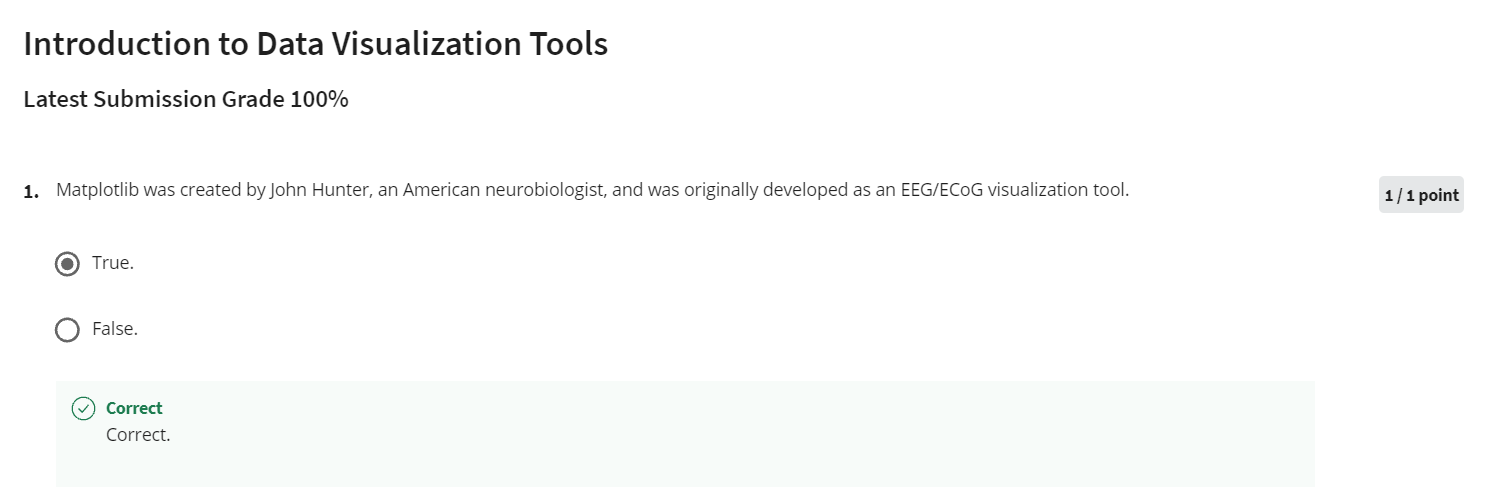 Introduction to Data Visualization Tools
Latest Submission Grade 100%
1. Matplotlib was created by John Hunter, an American neurobiologist, and was originally developed as an EEG/ECoG visualization tool.
1 / 1 point
True.
False.
Correct
Correct.